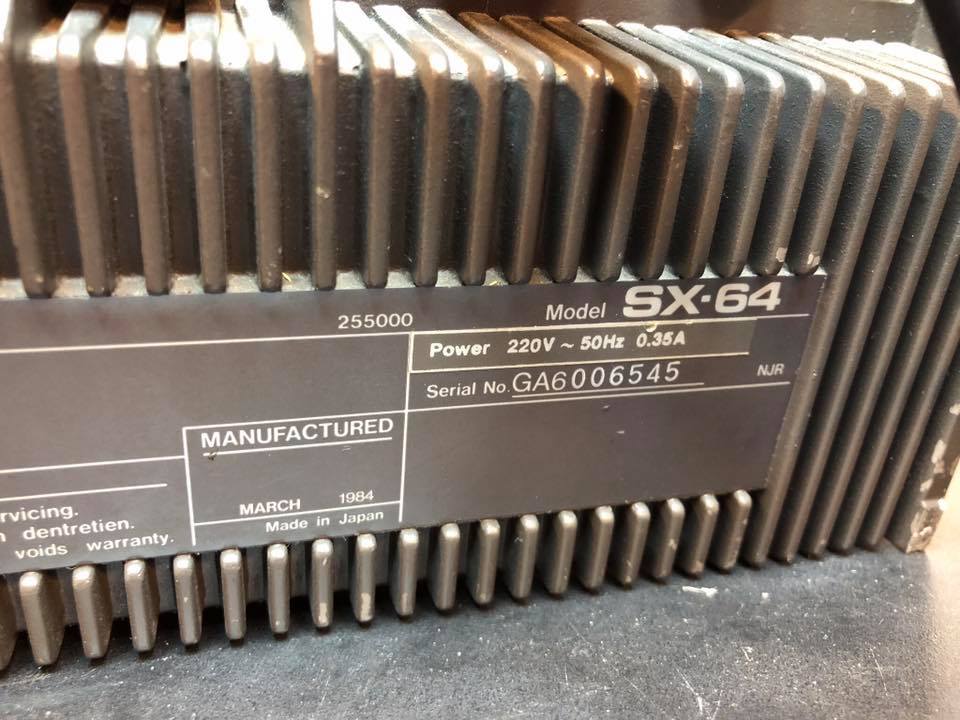 255000
Model SX-64
Power 220V ~ 50Hz 0.35A
Serial No. GA6006545
NJR
MANUFACTURED
MARCH 1984
Made in Japan
rvicing.
dentretien.
voids warranty.